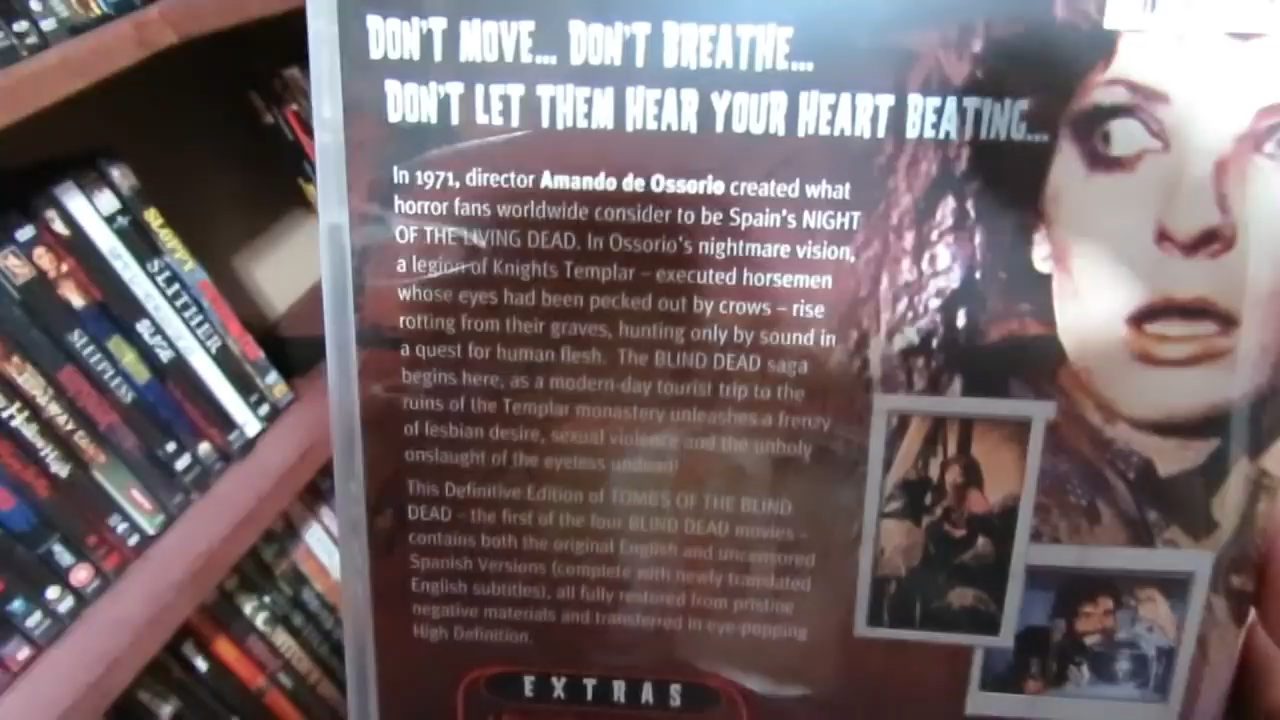 DON'T MOVE... DON'T BREATHE...
DON'T LET THEM HEAR YOUR HEART BEATING...
In 1971, director Amando de Ossorio created what
horror fans worldwide consider to be Spain's NIGHT
OF THE LIVING DEAD. In Ossorio's nightmare vision,
a legion of Knights Templar – executed horsemen
whose eyes had been pecked out by crows – rise
rotting from their graves, hunting only by sound in
a quest for human flesh. The BLIND DEAD saga
begins here, as a modern-day tourist trip to the
ruins of the Templar monastery unleashes a frenzy
of lesbian desire, sexual violence and the unholy
onslaught of the eyeless undead!
This Definitive Edition of TOMBS OF THE BLIND
DEAD – the first of the four BLIND DEAD movies –
contains both the original English and uncensored
Spanish Versions (complete with newly translated
English subtitles), all fully restored from pristine
negative materials and transferred in eye-popping
High Definition.
EXTRAS
SLOPPY
SLITHER
SLEEPLESS